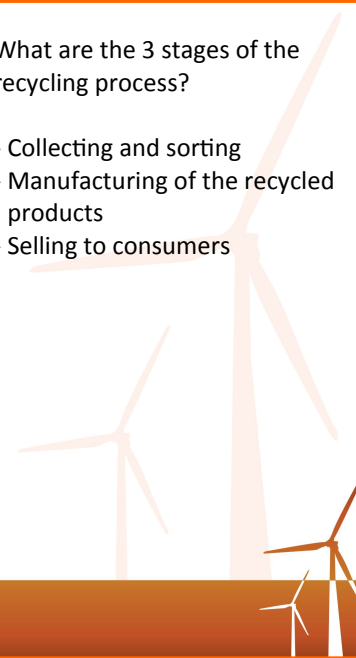 What are the 3 stages of the
recycling process?
- Collecting and sorting
- Manufacturing of the recycled
products
- Selling to consumers